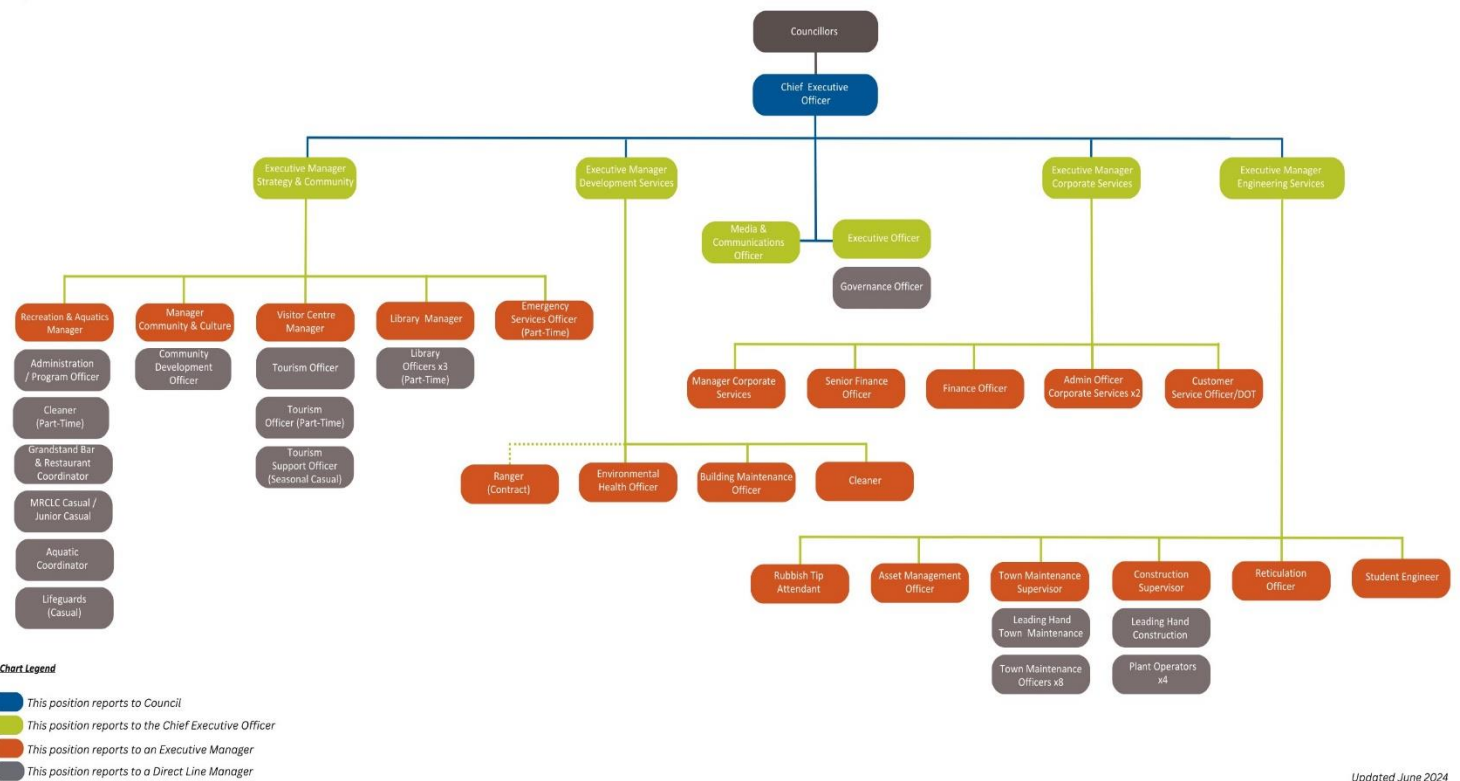 Councillors
Chief Executive
Officer
Executive Manager
Strategy & Community
Executive Manager
Development Services
Executive Manager
Corporate Services
Executive Manager
Engineering Services
Media &
Communications
Officer
Executive Officer
Governance Officer
Recreation & Aquatics
Manager
Manager
Community & Culture
Visitor Centre
Manager
Library Manager
Emergency
Services Officer
(Part-Time)
Administration
/ Program Officer
Community
Development
Officer
Tourism Officer
Library
Officers x3
(Part-Time)
Cleaner
(Part-Time)
Tourism
Officer (Part-Time)
Grandstand Bar
& Restaurant
Coordinator
Tourism
Support Officer
(Seasonal Casual)
MRCLC Casual /
Junior Casual
Aquatic
Coordinator
Lifeguards
(Casual)
Manager Corporate
Services
Senior Finance
Officer
Finance Officer
Admin Officer
Corporate Services x2
Customer
Service Officer/DOT
Ranger
(Contract)
Environmental
Health Officer
Building Maintenance
Officer
Cleaner
Rubbish Tip
Attendant
Asset Management
Officer
Town Maintenance
Supervisor
Construction
Supervisor
Reticulation
Officer
Student Engineer
Leading Hand
Town Maintenance
Leading Hand
Construction
Town Maintenance
Officers x8
Plant Operators
x4
Chart Legend
This position reports to Council
This position reports to the Chief Executive Officer
This position reports to an Executive Manager
This position reports to a Direct Line Manager
Updated June 2024